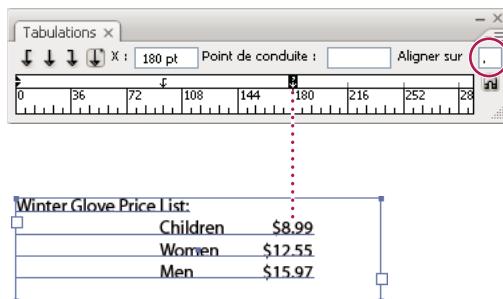 Tabulations ×
X : 180 pt Point de conduite : Aligner sur ,
0 36 72 108 144 180 216 252 28
Winter Glove Price List:
Children $8.99
Women $12.55
Men $15.97